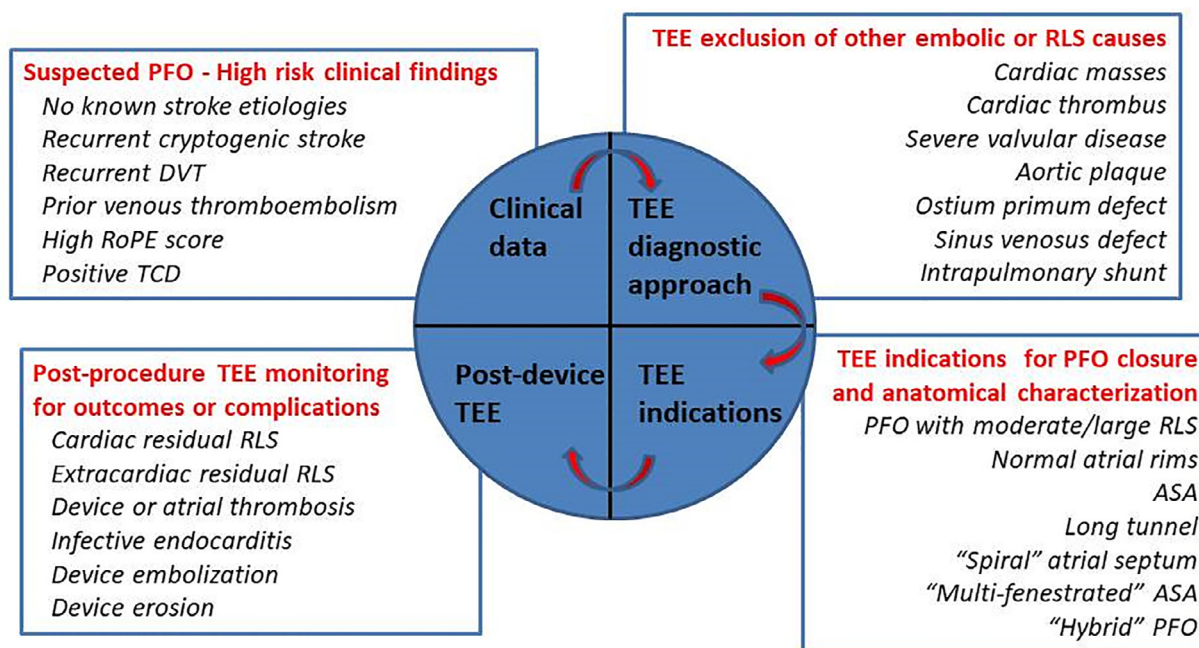 Suspected PFO - High risk clinical findings
No known stroke etiologies
Recurrent cryptogenic stroke
Recurrent DVT
Prior venous thromboembolism
High RoPE score
Positive TCD
TEE exclusion of other embolic or RLS causes
Cardiac masses
Cardiac thrombus
Severe valvular disease
Aortic plaque
Ostium primum defect
Sinus venosus defect
Intrapulmonary shunt
Clinical
data
TEE
diagnostic
approach
Post-device
TEE
TEE
indications
Post-procedure TEE monitoring
for outcomes or complications
Cardiac residual RLS
Extracardiac residual RLS
Device or atrial thrombosis
Infective endocarditis
Device embolization
Device erosion
TEE indications for PFO closure
and anatomical characterization
PFO with moderate/large RLS
Normal atrial rims
ASA
Long tunnel
“Spiral” atrial septum
“Multi-fenestrated” ASA
“Hybrid” PFO